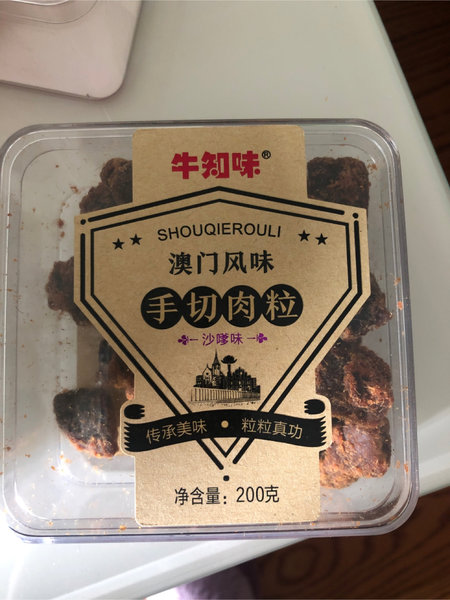 牛知味®
SHOUQIEROULI
澳门风味
手切肉粒
沙嗲味
传承美味·粒粒真功
净含量:200克